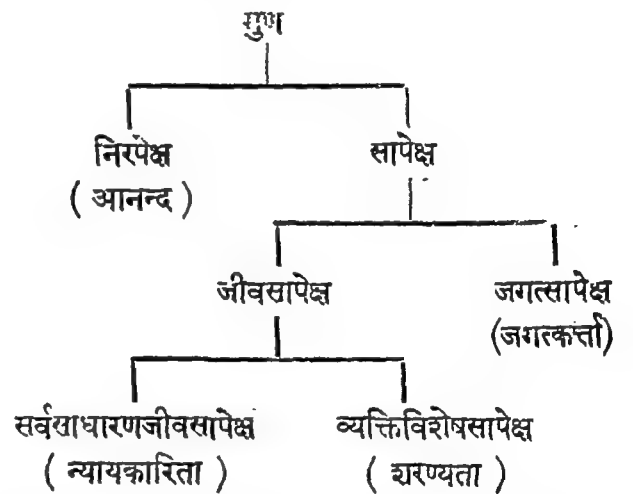 गुण
निरपेक्ष सापेक्ष
( आनन्द )
जीवसापेक्ष जगत्सापेक्ष
(जगत्कर्त्ता)
सर्वसाधारणजीवसापेक्ष व्यक्तिविशेषसापेक्ष
( न्यायकारिता ) ( शरण्यता )